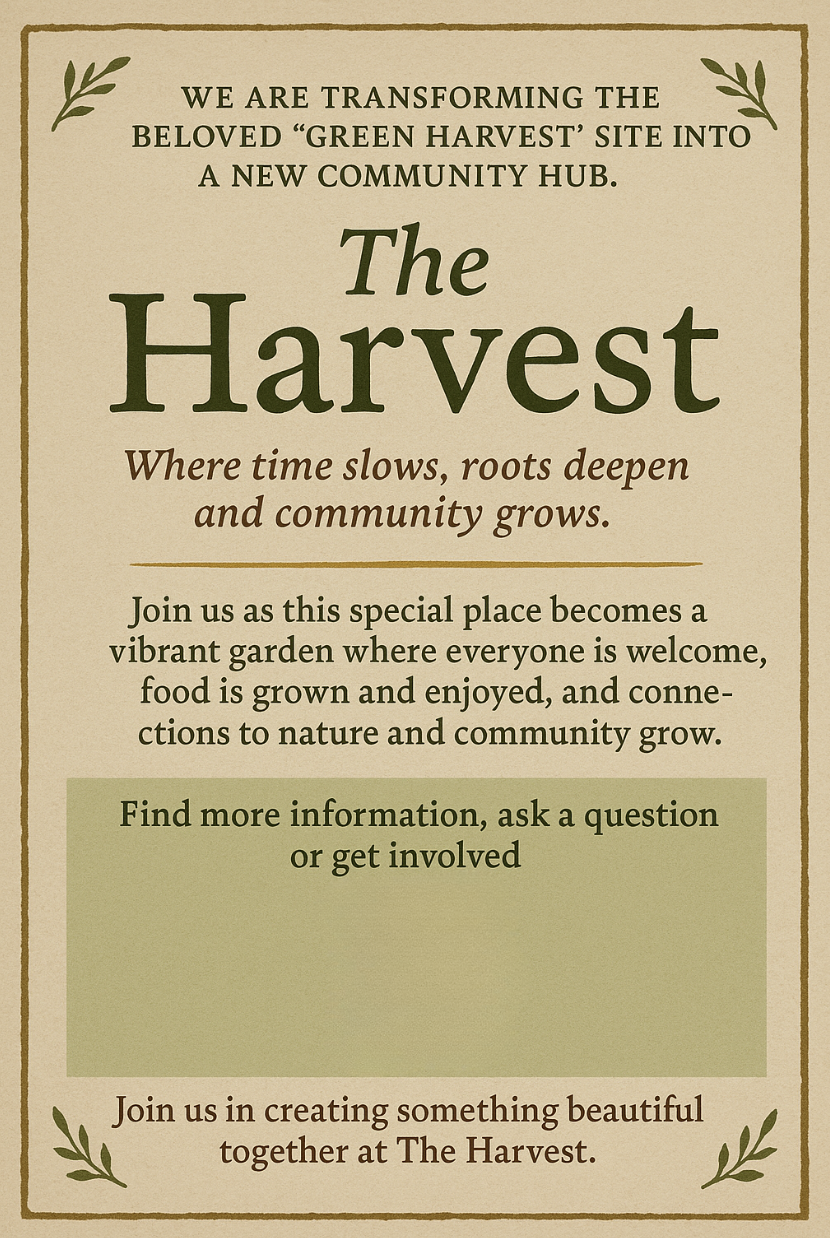 WE ARE TRANSFORMING THE
BELOVED “GREEN HARVEST’ SITE INTO
A NEW COMMUNITY HUB.
The
Harvest
Where time slows, roots deepen
and community grows.
Join us as this special place becomes a
vibrant garden where everyone is welcome,
food is grown and enjoyed, and conne-
ctions to nature and community grow.
Find more information, ask a question
or get involved
Join us in creating something beautiful
together at The Harvest.